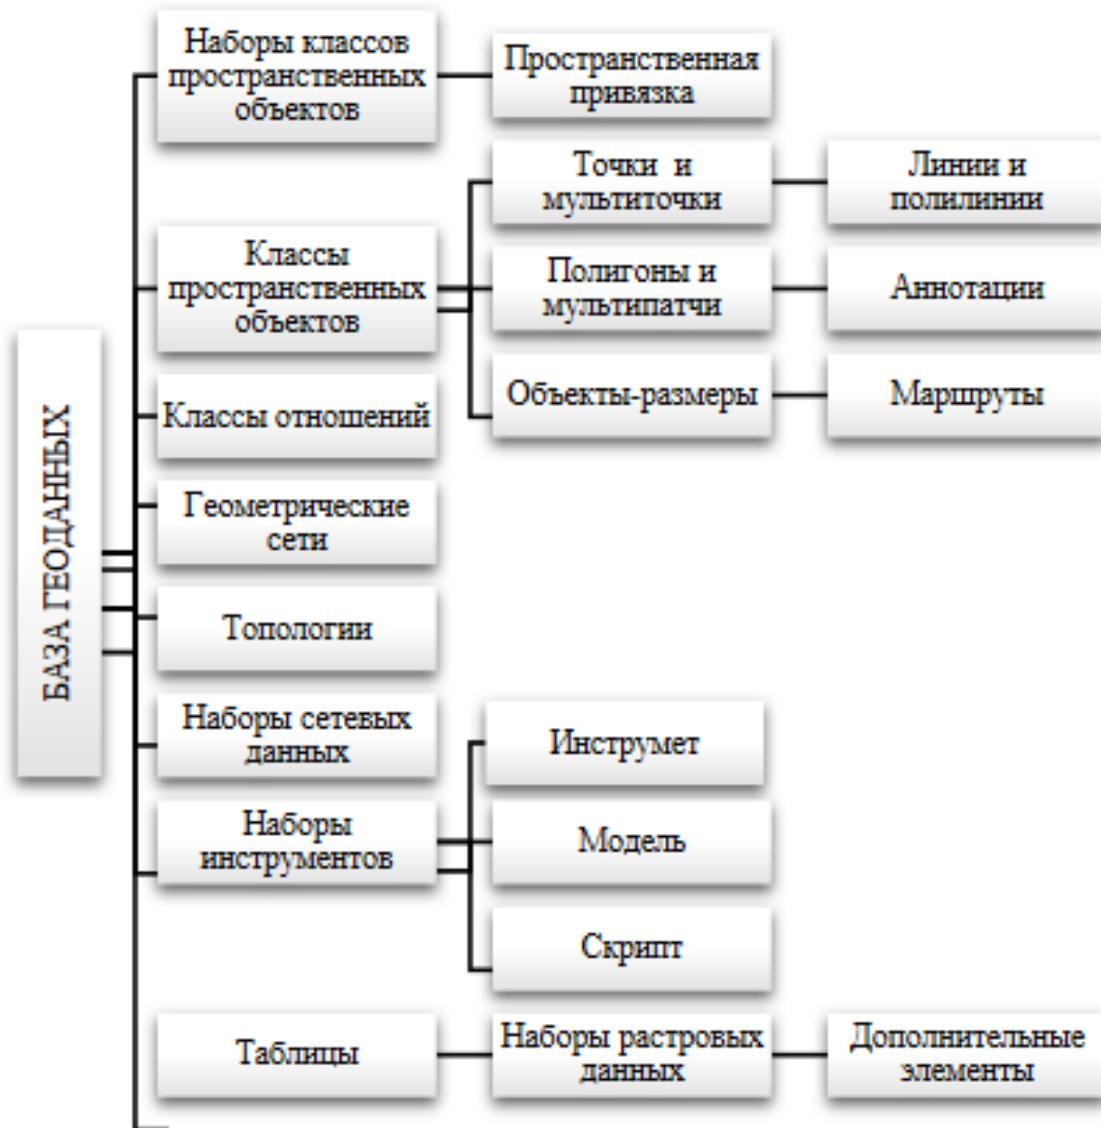 БАЗА ГЕОДАННЫХ
Наборы классов
пространственных
объектов
Пространственная
привязка
Классы
пространственных
объектов
Точки и
мультиточки
Линии и
полилинии
Полигоны и
мультипатчи
Аннотации
Объекты-размеры
Маршруты
Классы отношений
Геометрические
сети
Топологии
Наборы сетевых
данных
Наборы
инструментов
Инструмет
Модель
Скрипт
Таблицы
Наборы растровых
данных
Дополнительные
элементы